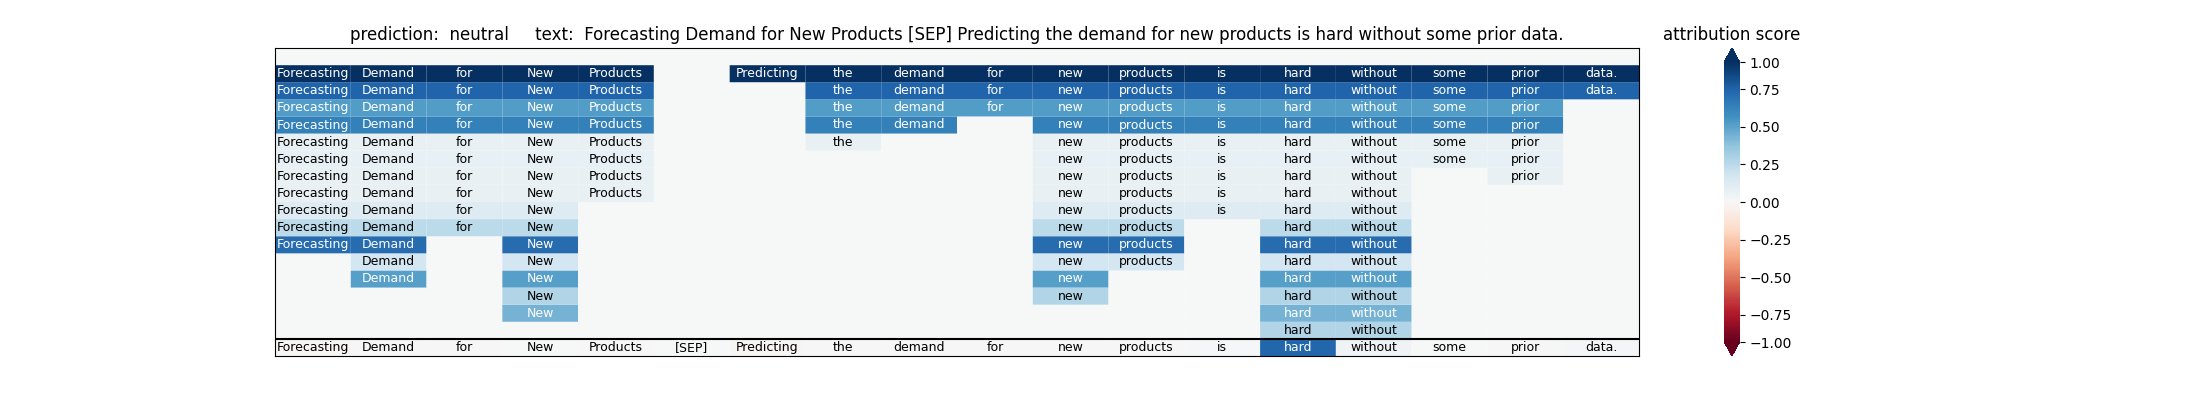 prediction: neutral text: Forecasting Demand for New Products [SEP] Predicting the demand for new products is hard without some prior data.
attribution score
Forecasting Demand for New Products Predicting the demand for new products is hard without some prior data.
Forecasting Demand for New Products the demand for new products is hard without some prior data.
Forecasting Demand for New Products the demand for new products is hard without some prior
Forecasting Demand for New Products the demand new products is hard without some prior
Forecasting Demand for New Products the new products is hard without some prior
Forecasting Demand for New Products new products is hard without some prior
Forecasting Demand for New Products new products is hard without prior
Forecasting Demand for New Products new products is hard without
Forecasting Demand for New new products is hard without
Forecasting Demand for New new products hard without
Forecasting Demand New new products hard without
Demand New new products hard without
Demand New new hard without
New new hard without
New hard without
hard without
Forecasting Demand for New Products [SEP] Predicting the demand for new products is hard without some prior data.
1.00
0.75
0.50
0.25
0.00
−0.25
−0.50
−0.75
−1.00